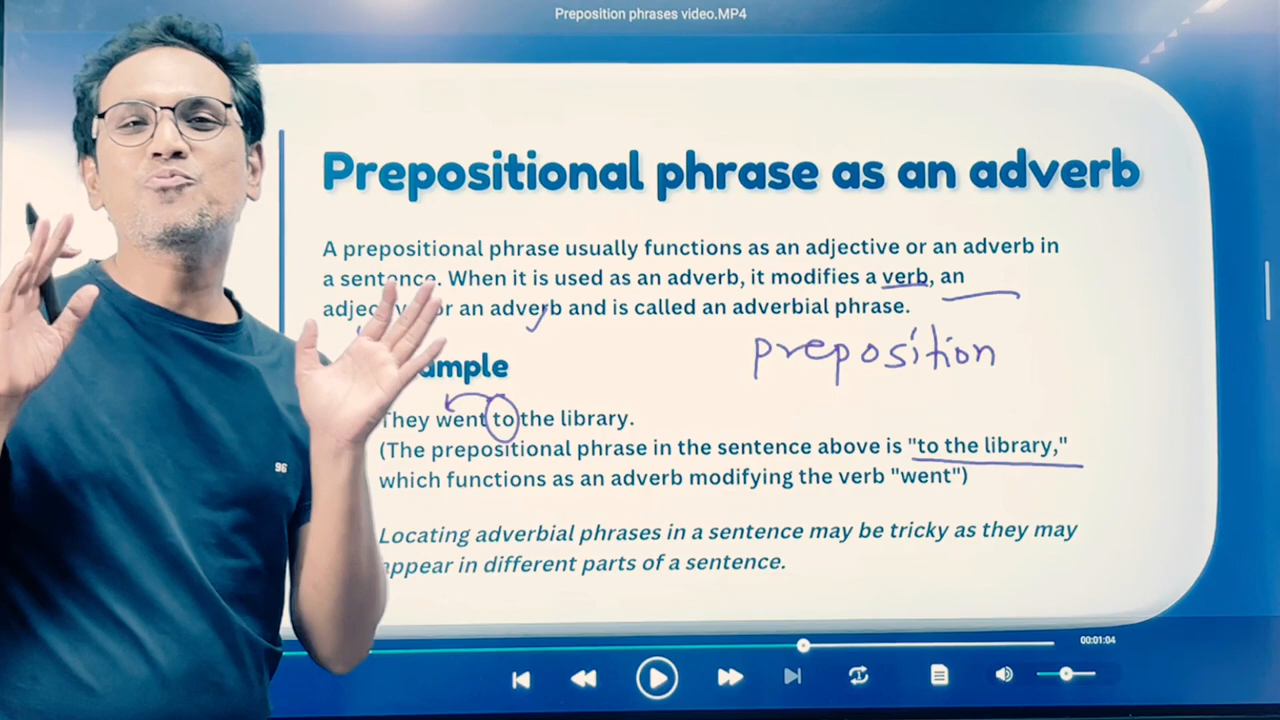 Preposition phrases video.MP4
Prepositional phrase as an adverb
A prepositional phrase usually functions as an adjective or an adverb in
a sentence. When it is used as an adverb, it modifies a verb, an
or an adverb and is called an adverbial phrase.
preposition
They went to the library.
(The prepositional phrase in the sentence above is "to the library,"
which functions as an adverb modifying the verb "went")
Locating adverbial phrases in a sentence may be tricky as they may
appear in different parts of a sentence.
96
00:01:04